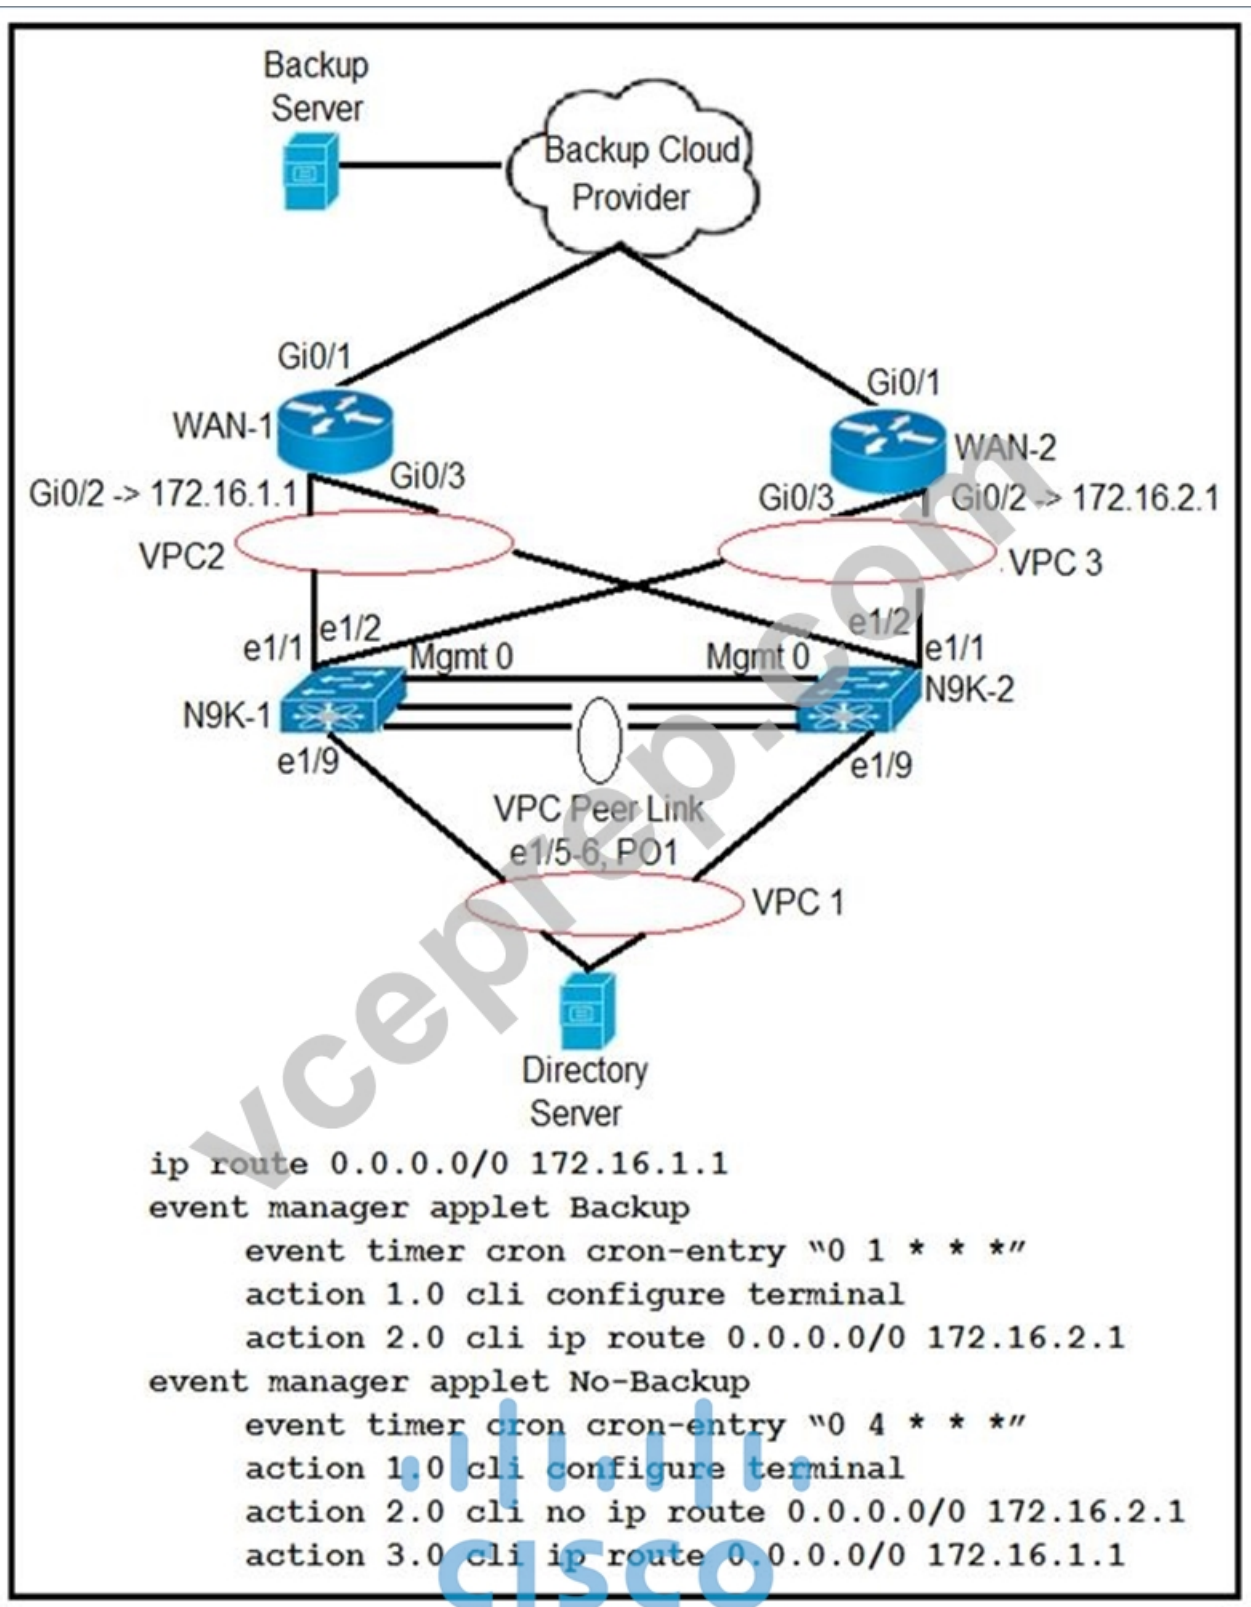 Backup
Server
Backup Cloud
Provider
Gi0/1
Gi0/1
WAN-1
WAN-2
Gi0/3
Gi0/2 -> 172.16.1.1
Gi0/3
Gi0/2 -> 172.16.2.1
VPC2
VPC 3
e1/1
e1/2
Mgmt 0
Mgmt 0
e1/2
e1/1
N9K-1
N9K-2
e1/9
e1/9
VPC Peer Link
e1/5-6, PO1
VPC 1
Directory
Server
vceprep.com
ip route 0.0.0.0/0 172.16.1.1
event manager applet Backup
event timer cron cron-entry “0 1 * * *”
action 1.0 cli configure terminal
action 2.0 cli ip route 0.0.0.0/0 172.16.2.1
event manager applet No-Backup
event timer cron cron-entry “0 4 * * *”
action 1.0 cli configure terminal
action 2.0 cli no ip route 0.0.0.0/0 172.16.2.1
action 3.0 cli ip route 0.0.0.0/0 172.16.1.1
CISCO